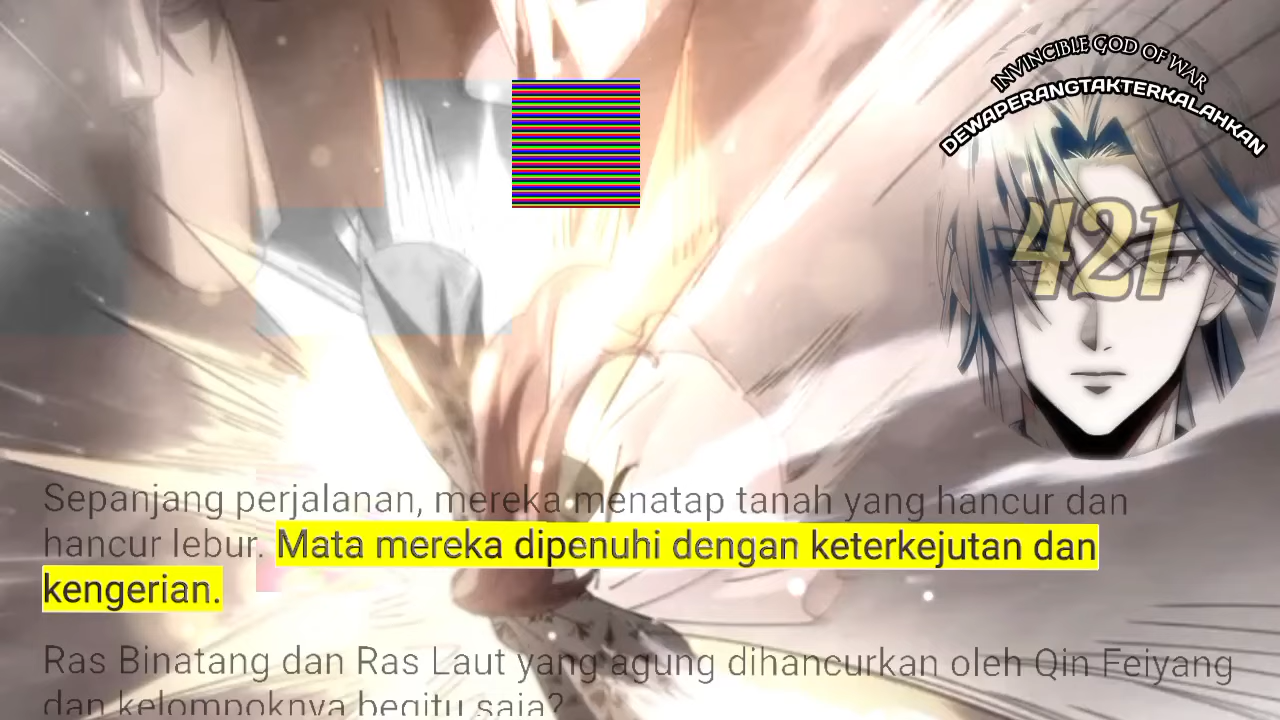 INVINCIBLE GOD OF WAR
DEWAPERANGTAKTERKALAHKAN
421
Sepanjang perjalanan, mereka menatap tanah yang hancur dan
hancur lebur. Mata mereka dipenuhi dengan keterkejutan dan
kengerian.
Ras Binatang dan Ras Laut yang agung dihancurkan oleh Qin Feiyang
dan kelompoknya begitu saja?